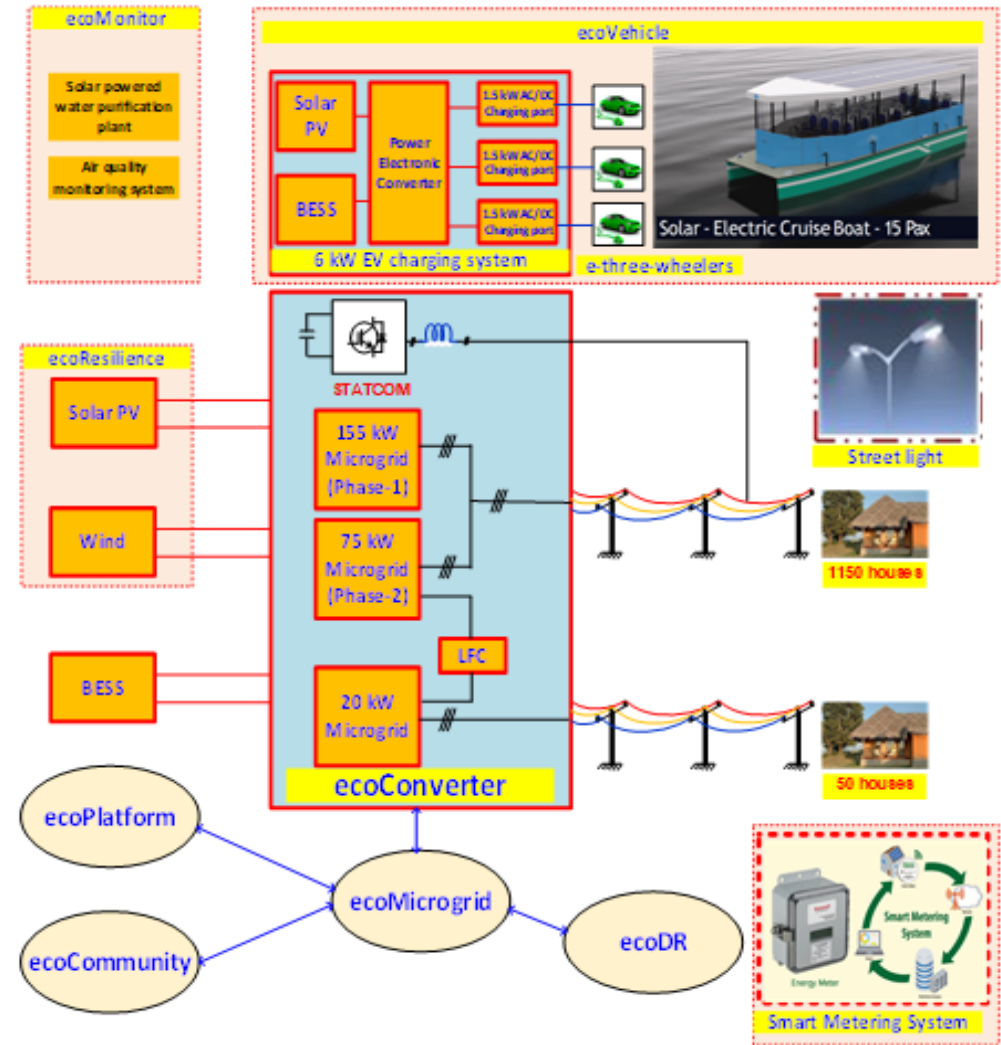 ecoMonitor
Solar powered
water purification
plant
Air quality
monitoring system
ecoVehicle
Solar
PV
BESS
Power
Electronic
Converter
1.5 kW AC/DC
Charging port
1.5 kW AC/DC
Charging port
1.5 kW AC/DC
Charging port
6 kW EV charging system
e-three-wheelers
Solar - Electric Cruise Boat - 15 Pax
ecoResilience
Solar PV
Wind
BESS
STATCOM
155 kW
Microgrid
(Phase-1)
75 kW
Microgrid
(Phase-2)
LFC
20 kW
Microgrid
ecoConverter
Street light
1150 houses
50 houses
ecoPlatform
ecoCommunity
ecoMicrogrid
ecoDR
Smart Metering
System
Energy Meter
Smart Metering System